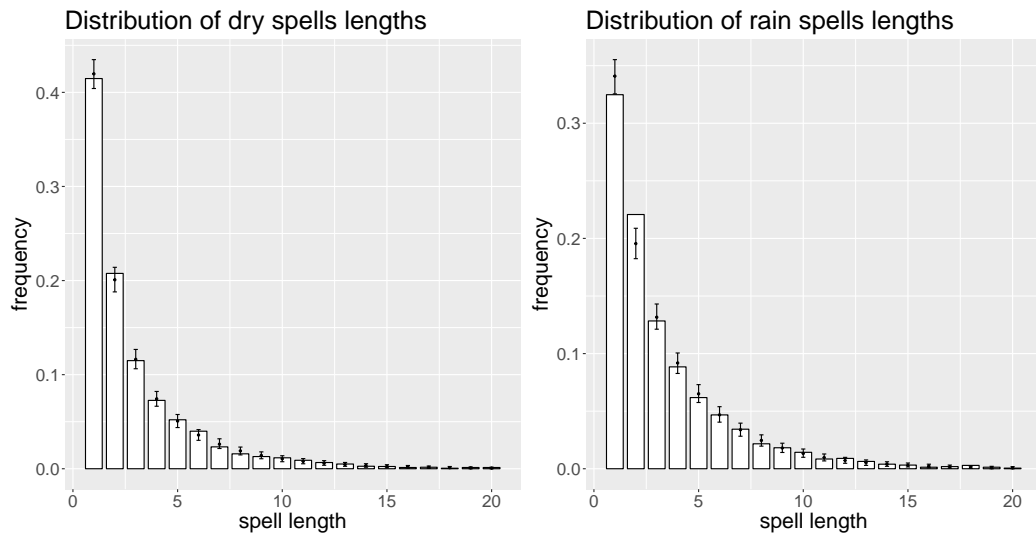 Distribution of dry spells lengths
frequency
0.4
0.3
0.2
0.1
0.0
0 5 10 15 20
spell length
Distribution of rain spells lengths
frequency
0.3
0.2
0.1
0.0
0 5 10 15 20
spell length